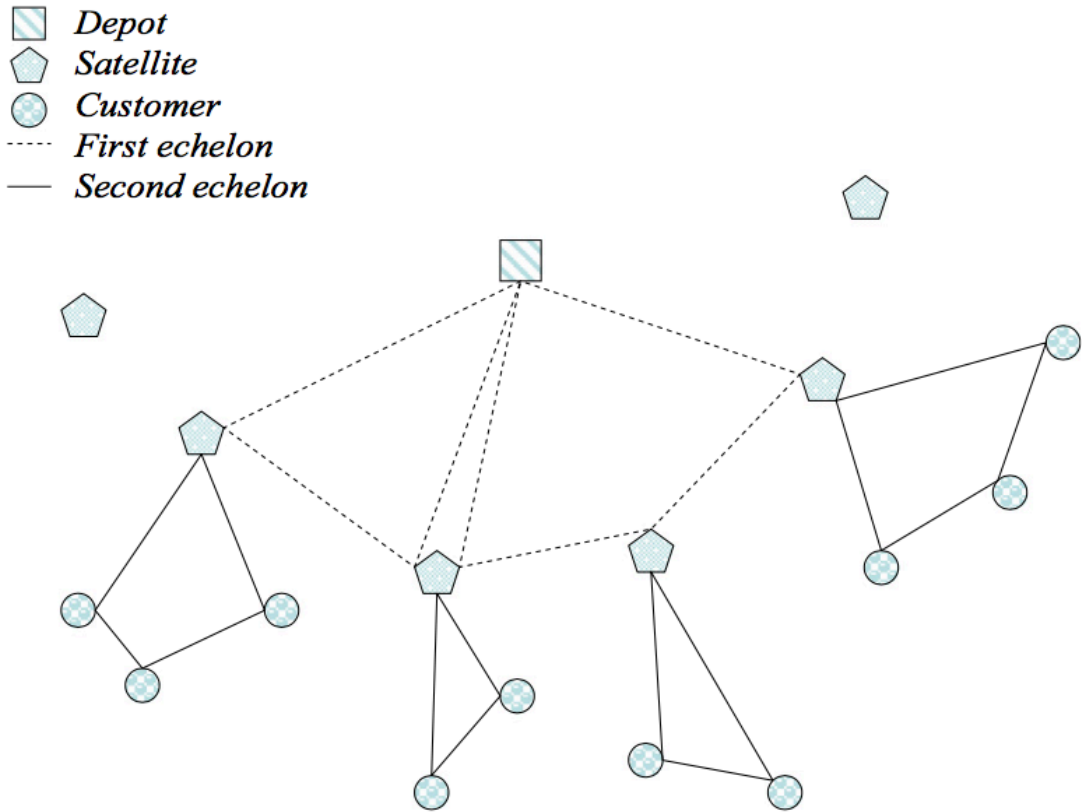 Depot
Satellite
Customer
First echelon
Second echelon